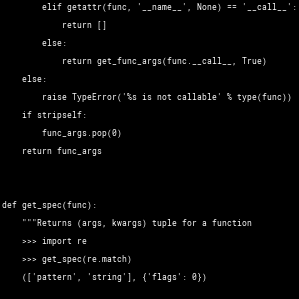 elif getattr(func, '__name__', None) == '__call__':
            return []
        else:
            return get_func_args(func.__call__, True)
    else:
        raise TypeError('%s is not callable' % type(func))
    if stripself:
        func_args.pop(0)
    return func_args

def get_spec(func):
    """Returns (args, kwargs) tuple for a function
    >>> import re
    >>> get_spec(re.match)
    (['pattern', 'string'], {'flags': 0})